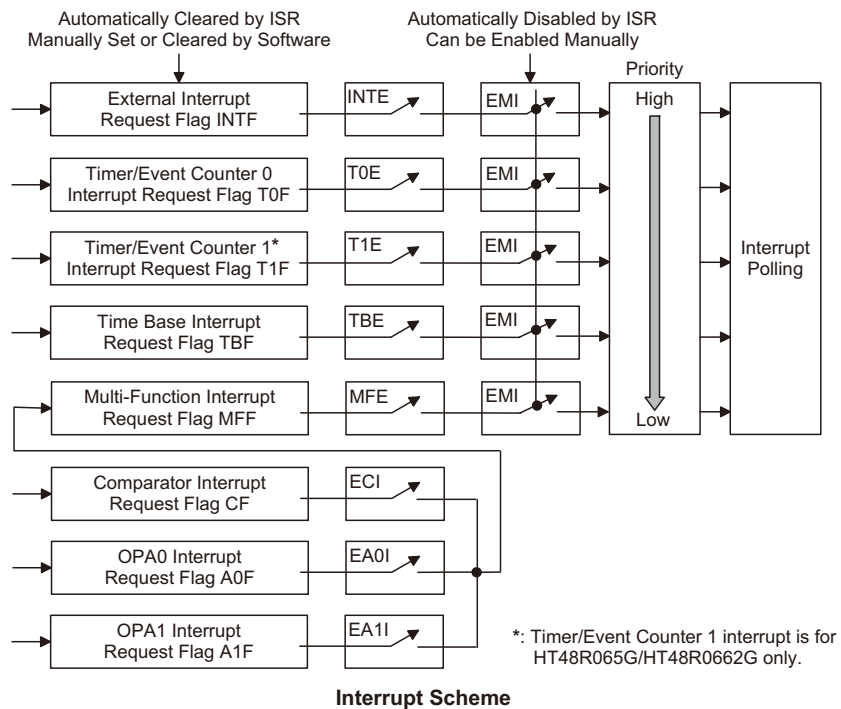 Automatically Cleared by ISR
Manually Set or Cleared by Software
Automatically Disabled by ISR
Can be Enabled Manually
Priority
External Interrupt
Request Flag INTF
INTE
EMI
High
Timer/Event Counter 0
Interrupt Request Flag T0F
T0E
EMI
Timer/Event Counter 1*
Interrupt Request Flag T1F
T1E
EMI
Interrupt
Polling
Time Base Interrupt
Request Flag TBF
TBE
EMI
Multi-Function Interrupt
Request Flag MFF
MFE
EMI
Low
Comparator Interrupt
Request Flag CF
ECI
OPA0 Interrupt
Request Flag A0F
EA0I
OPA1 Interrupt
Request Flag A1F
EA1I
*: Timer/Event Counter 1 interrupt is for
HT48R065G/HT48R0662G only.
Interrupt Scheme